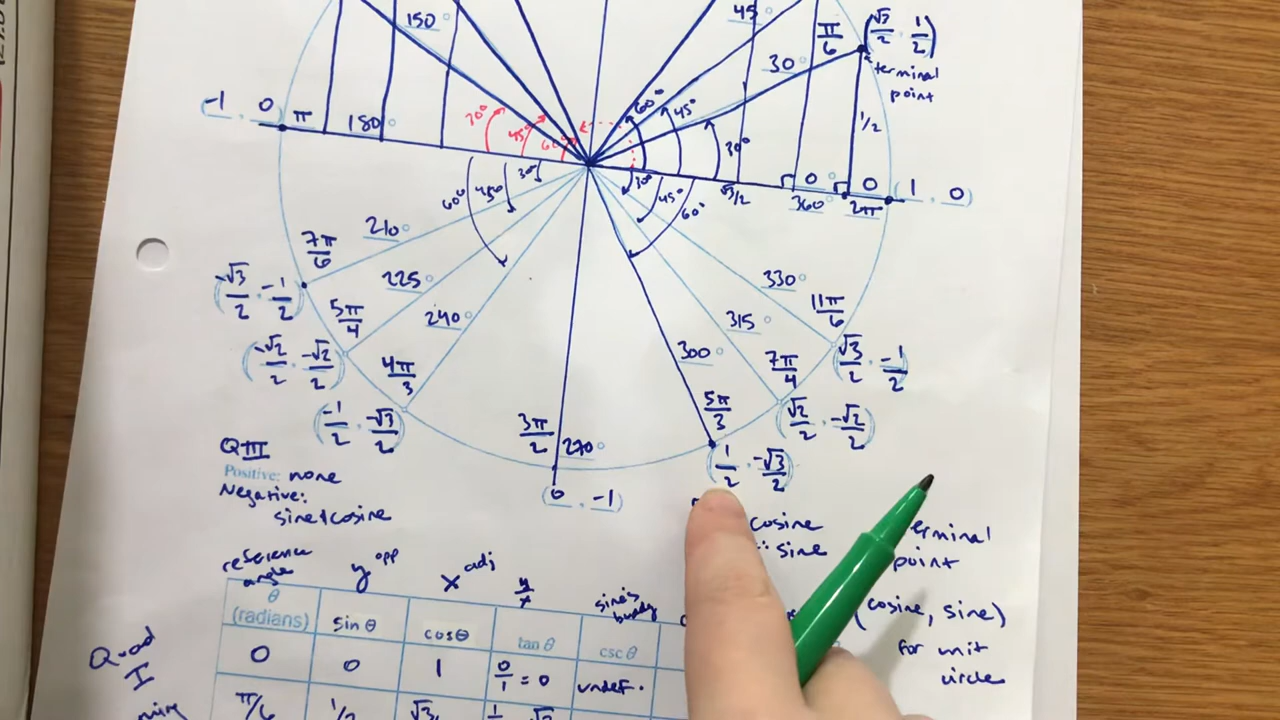 150°
45°
π/6
(√3/2, 1/2)
30°
terminal
point
-1, 0
π
180°
45°
60°
60°
45°
30°
1/2
30°
45°
60°
60°
45°
30°
√3/2
0°
0
(1, 0)
360°
2π
210°
7π/6
(-√3/2, -1/2)
225°
5π/4
(-√2/2, -√2/2)
240°
4π/3
(-1/2, -√3/2)
330°
11π/6
(√3/2, -1/2)
315°
7π/4
(√2/2, -√2/2)
300°
5π/3
(1/2, -√3/2)
3π/2
270°
(0, -1)
QIII
Positive: none
Negative:
sine & cosine
cosine
: sine
point
(cosine, sine)
for unit
circle
reference
angle
y opp
x adj
y/x
sine's
buddy
θ
(radians)
sin θ
cos θ
tan θ
csc θ
0
0
1
0/1 = 0
undef.
π/6
1/2
Quad
I